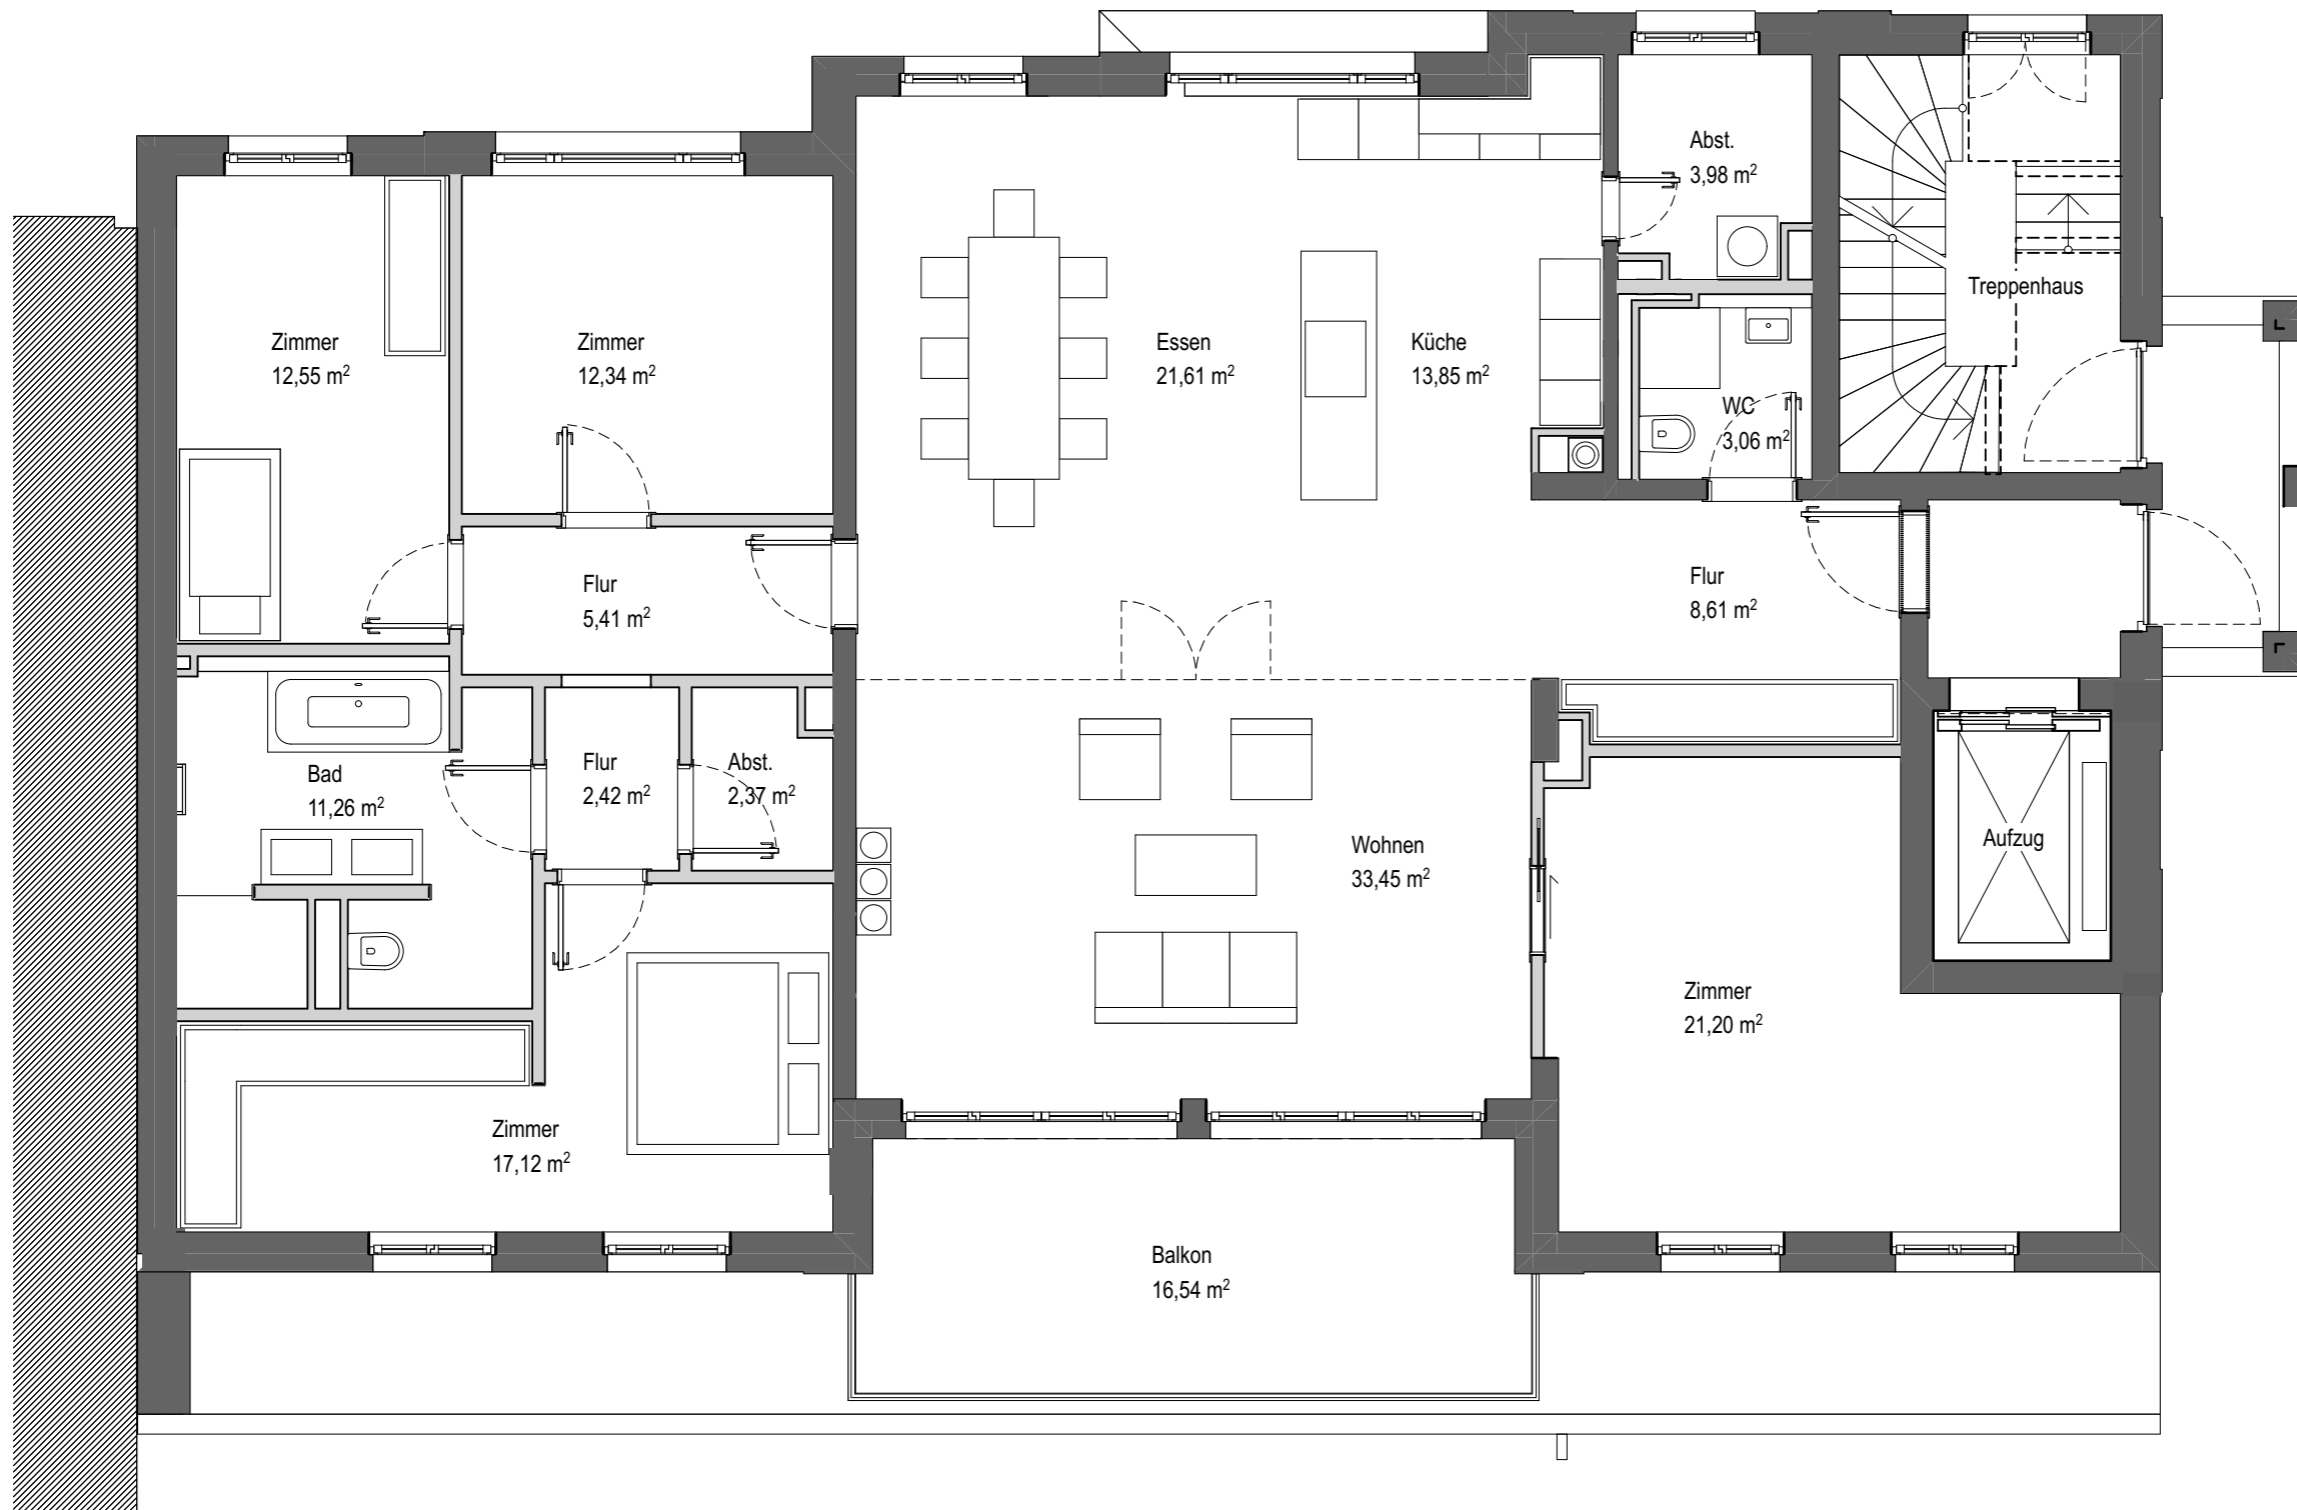 Abst.
3,98 m²
Treppenhaus
Zimmer
12,55 m²
Zimmer
12,34 m²
Essen
21,61 m²
Küche
13,85 m²
WC
3,06 m²
Flur
5,41 m²
Flur
8,61 m²
Bad
11,26 m²
Flur
2,42 m²
Abst.
2,37 m²
Wohnen
33,45 m²
Aufzug
Zimmer
21,20 m²
Zimmer
17,12 m²
Balkon
16,54 m²